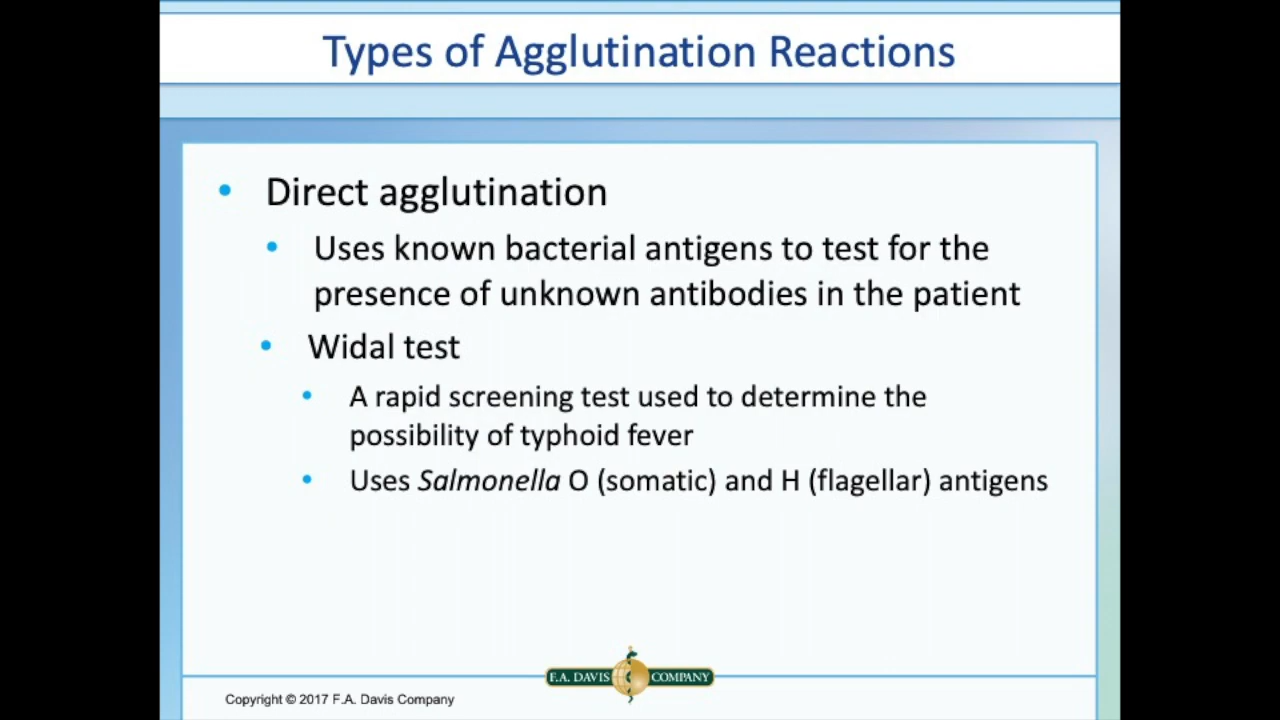 Types of Agglutination Reactions
• Direct agglutination
• Uses known bacterial antigens to test for the
presence of unknown antibodies in the patient
• Widal test
• A rapid screening test used to determine the
possibility of typhoid fever
• Uses Salmonella O (somatic) and H (flagellar) antigens
F.A. DAVIS COMPANY
Copyright © 2017 F.A. Davis Company